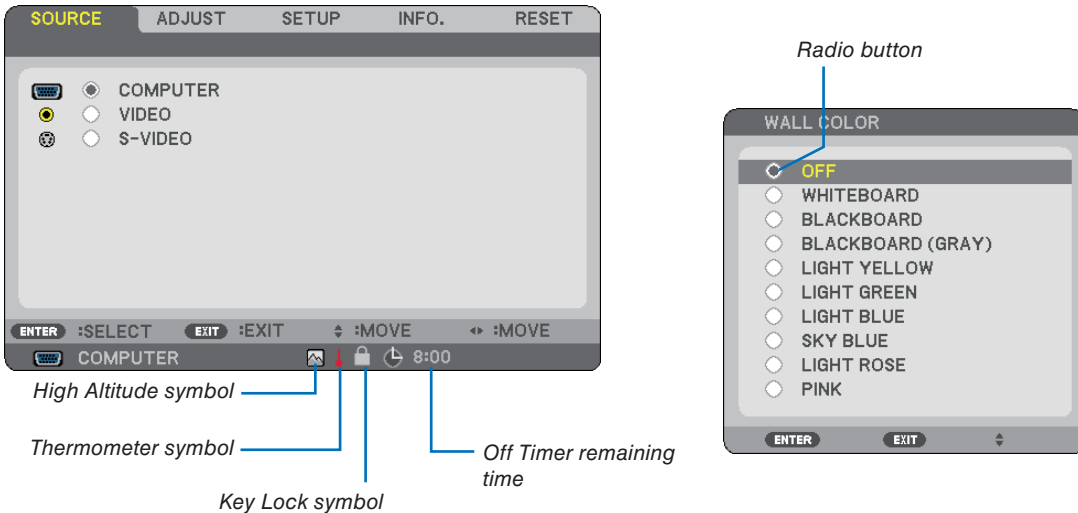 SOURCE ADJUST SETUP INFO. RESET
COMPUTER
VIDEO
S-VIDEO
ENTER :SELECT EXIT :EXIT :MOVE :MOVE
COMPUTER 8:00
High Altitude symbol
Thermometer symbol
Key Lock symbol
Off Timer remaining
time
Radio button
WALL COLOR
OFF
WHITEBOARD
BLACKBOARD
BLACKBOARD (GRAY)
LIGHT YELLOW
LIGHT GREEN
LIGHT BLUE
SKY BLUE
LIGHT ROSE
PINK
ENTER EXIT